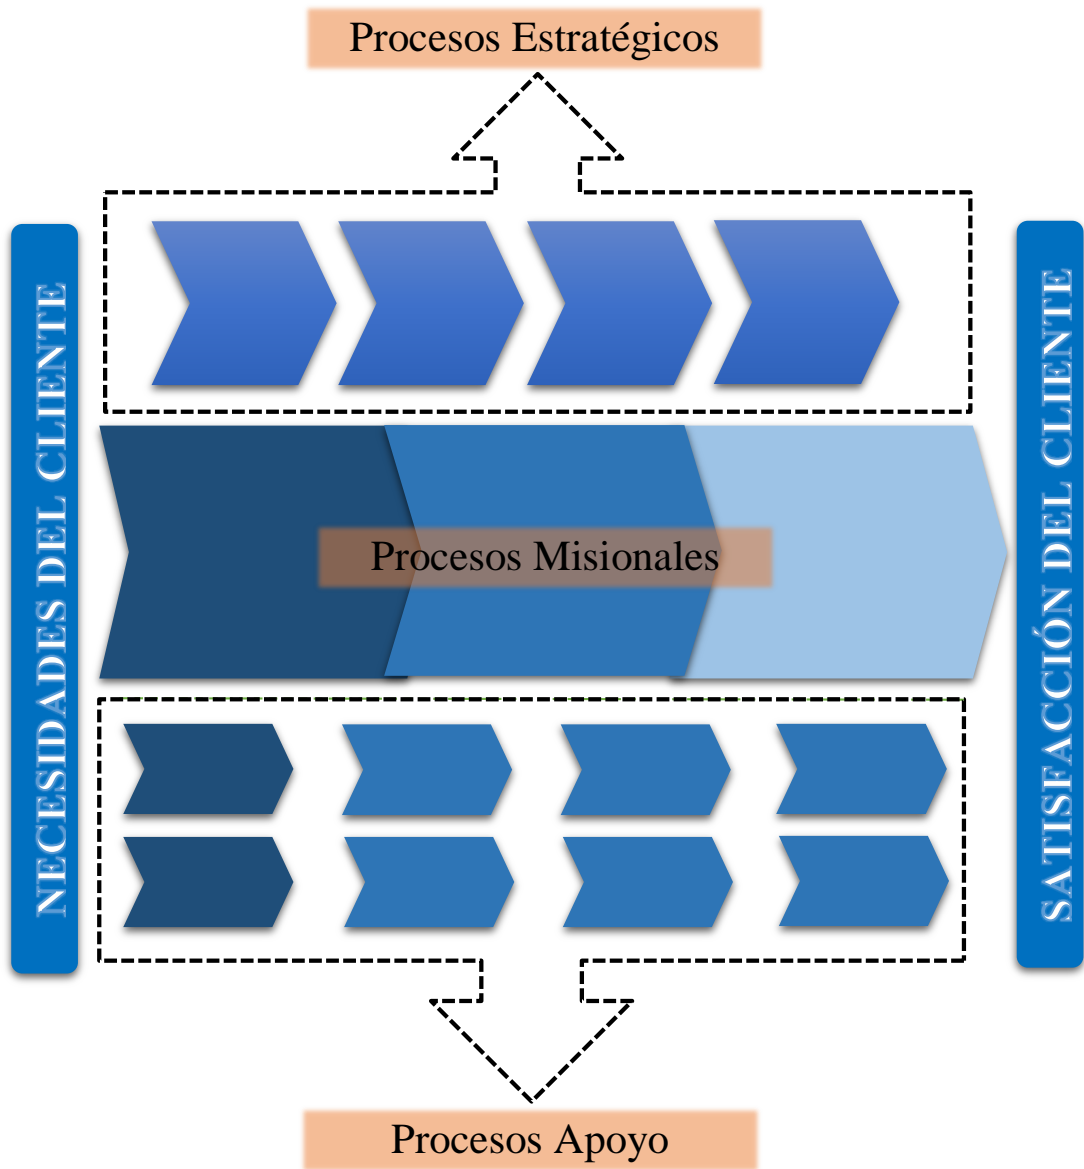 Procesos Estratégicos
NECESIDADES DEL CLIENTE
Procesos Misionales
SATISFACCIÓN DEL CLIENTE
Procesos Apoyo